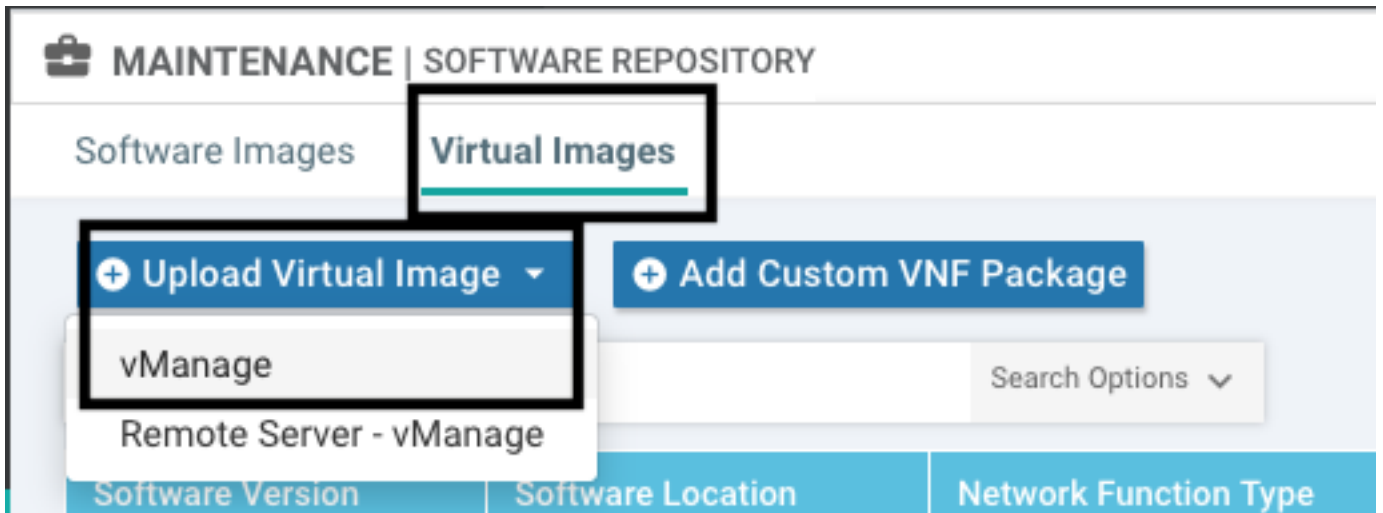 MAINTENANCE | SOFTWARE REPOSITORY
Software Images Virtual Images
Upload Virtual Image Add Custom VNF Package
vManage Search Options
Remote Server - vManage
Software Version Software Location Network Function Type